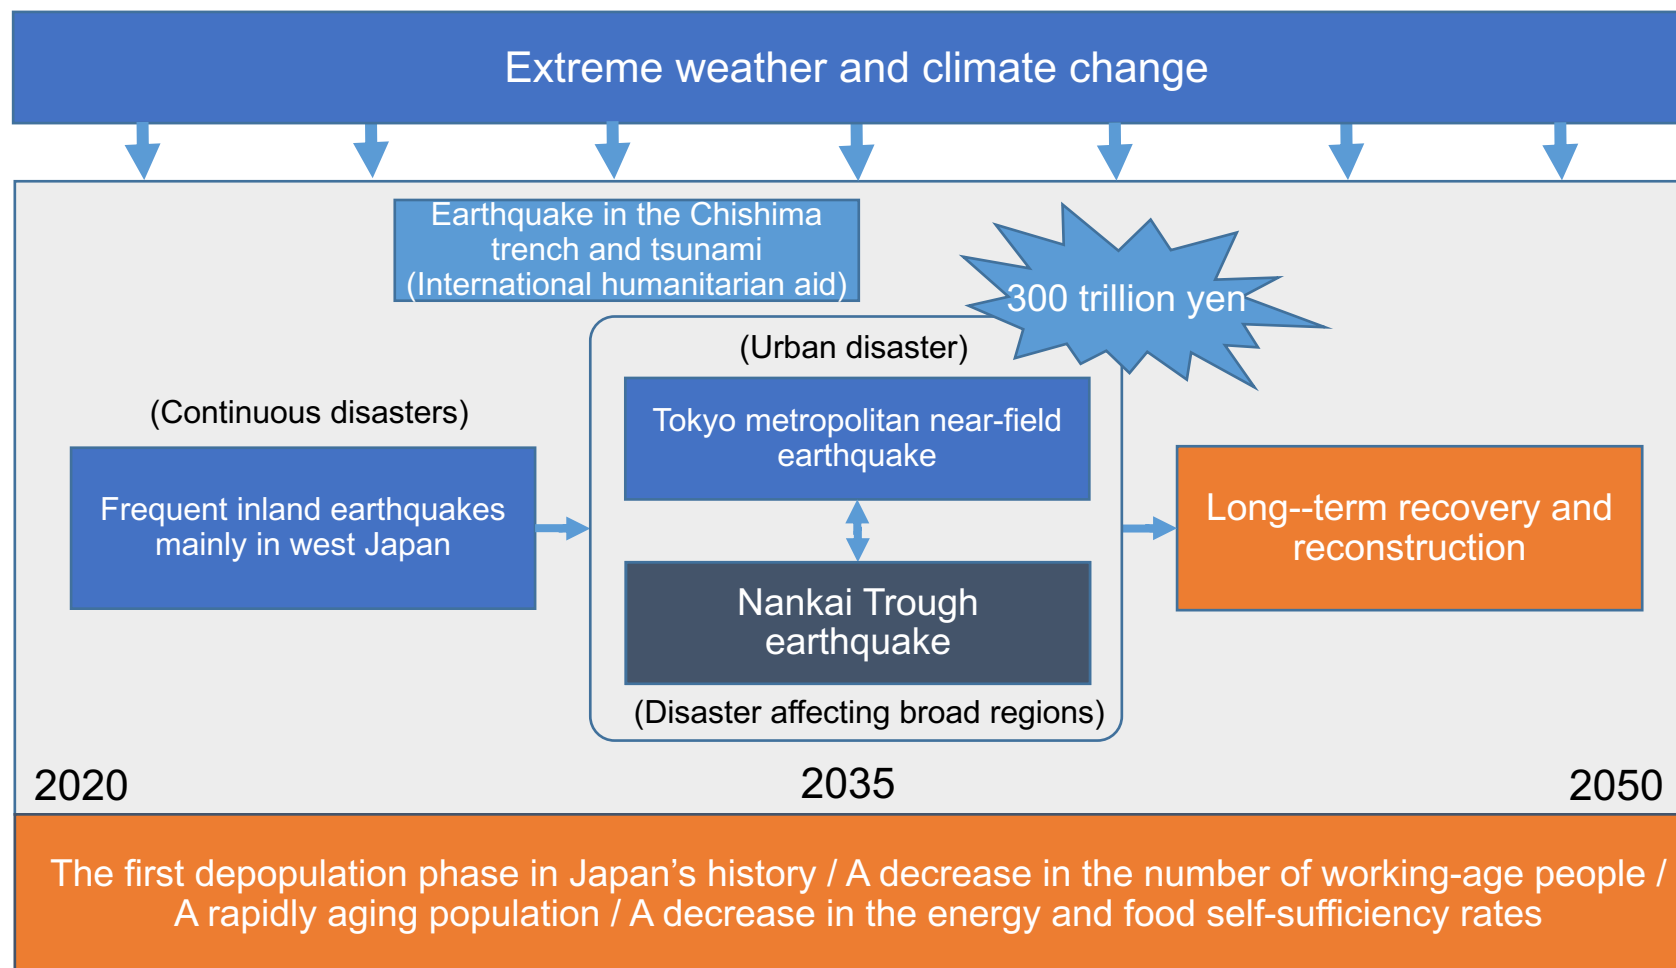 Extreme weather and climate change
Earthquake in the Chishima
trench and tsunami
(International humanitarian aid)
300 trillion yen
(Urban disaster)
Tokyo metropolitan near-field
earthquake
(Continuous disasters)
Frequent inland earthquakes
mainly in west Japan
Long--term recovery and
reconstruction
Nankai Trough
earthquake
(Disaster affecting broad regions)
2020
2035
2050
The first depopulation phase in Japan’s history / A decrease in the number of working-age people /
A rapidly aging population / A decrease in the energy and food self-sufficiency rates